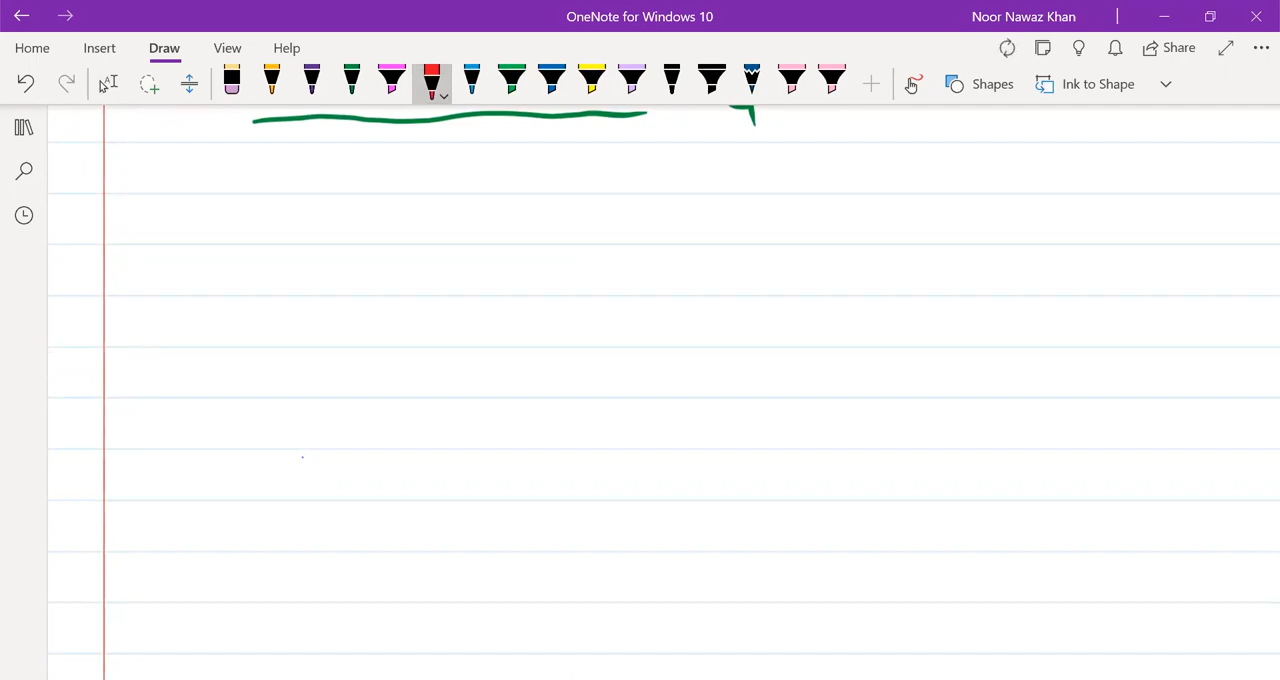 OneNote for Windows 10
Noor Nawaz Khan
Home Insert Draw View Help
Share
Shapes
Ink to Shape